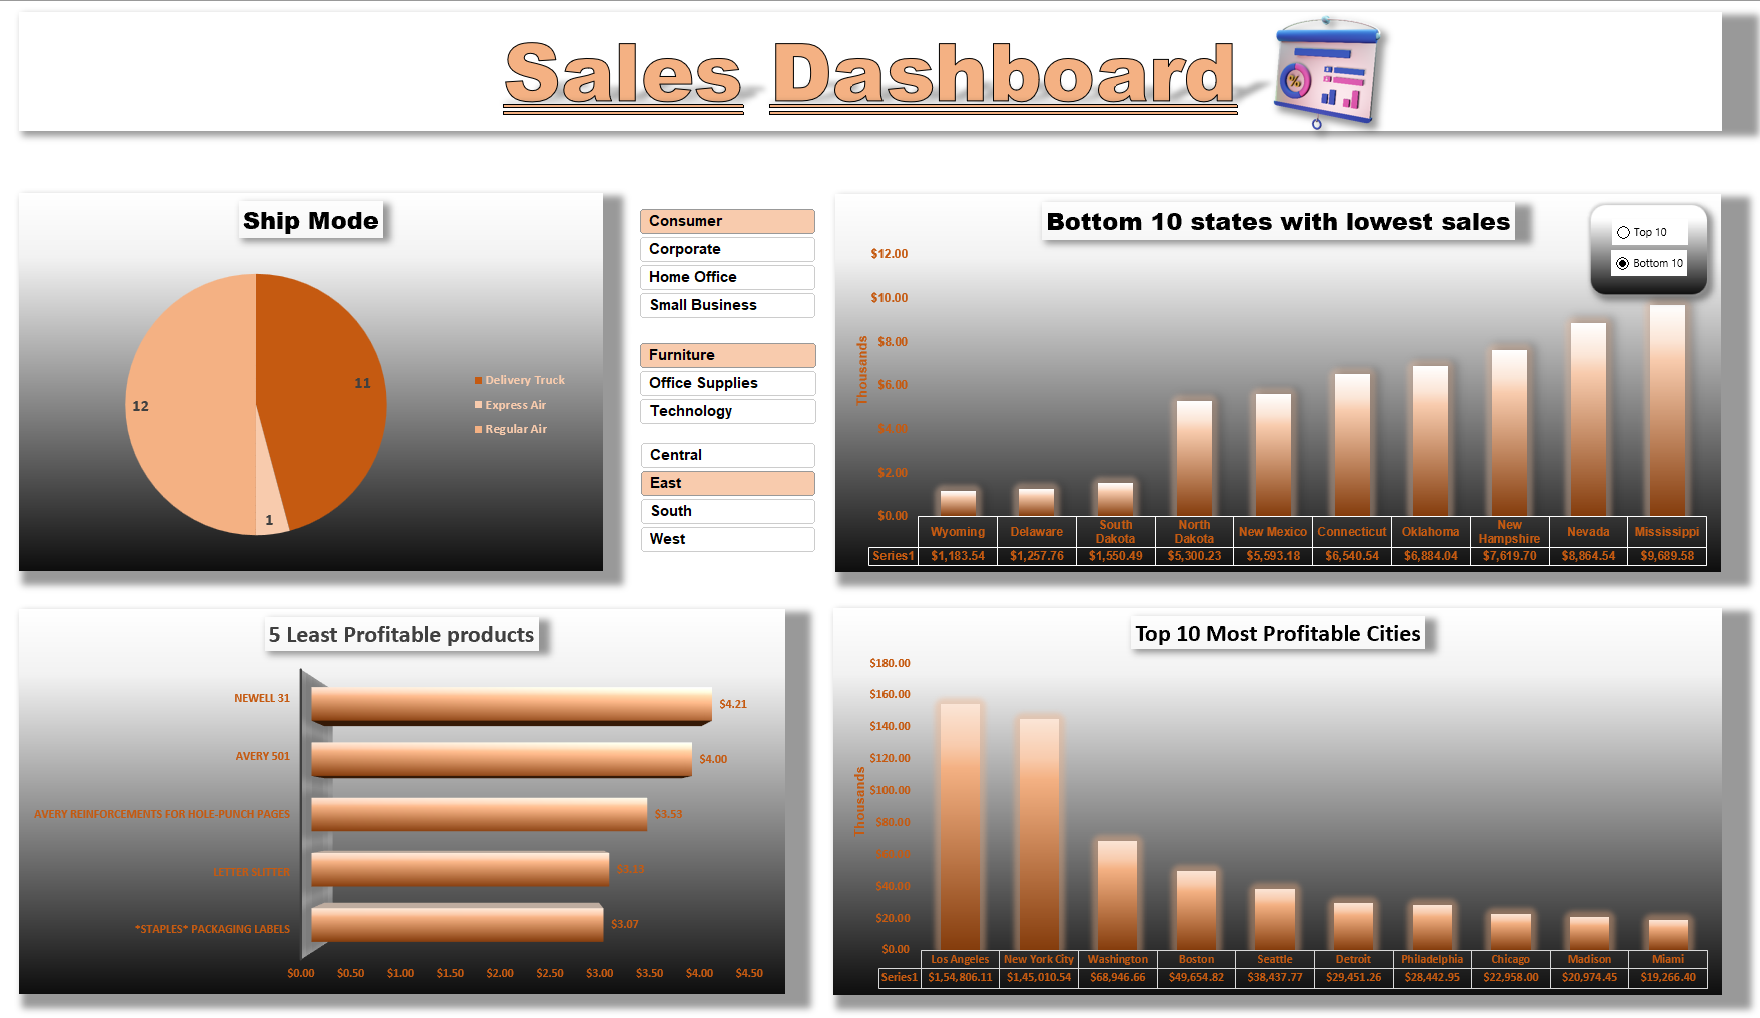 Sales Dashboard
%
Ship Mode
11
12
1
Delivery Truck
Express Air
Regular Air
Consumer
Corporate
Home Office
Small Business
Furniture
Office Supplies
Technology
Central
East
South
West
Bottom 10 states with lowest sales
Top 10
Bottom 10
Thousands
$12.00
$10.00
$8.00
$6.00
$4.00
$2.00
$0.00
Wyoming Delaware South Dakota North Dakota New Mexico Connecticut Oklahoma New Hampshire Nevada Mississippi
Series1 $1,183.54 $1,257.76 $1,550.49 $5,300.23 $5,593.18 $6,540.54 $6,884.04 $7,619.70 $8,864.54 $9,689.58
5 Least Profitable products
NEWELL 31 $4.21
AVERY 501 $4.00
AVERY REINFORCEMENTS FOR HOLE-PUNCH PAGES $3.53
LETTER SLITTER $3.13
*STAPLES* PACKAGING LABELS $3.07
$0.00 $0.50 $1.00 $1.50 $2.00 $2.50 $3.00 $3.50 $4.00 $4.50
Top 10 Most Profitable Cities
Thousands
$180.00
$160.00
$140.00
$120.00
$100.00
$80.00
$60.00
$40.00
$20.00
$0.00
Los Angeles New York City Washington Boston Seattle Detroit Philadelphia Chicago Madison Miami
Series1 $1,54,806.11 $1,45,010.54 $68,946.66 $49,654.82 $38,437.77 $29,451.26 $28,442.95 $22,958.00 $20,974.45 $19,266.40